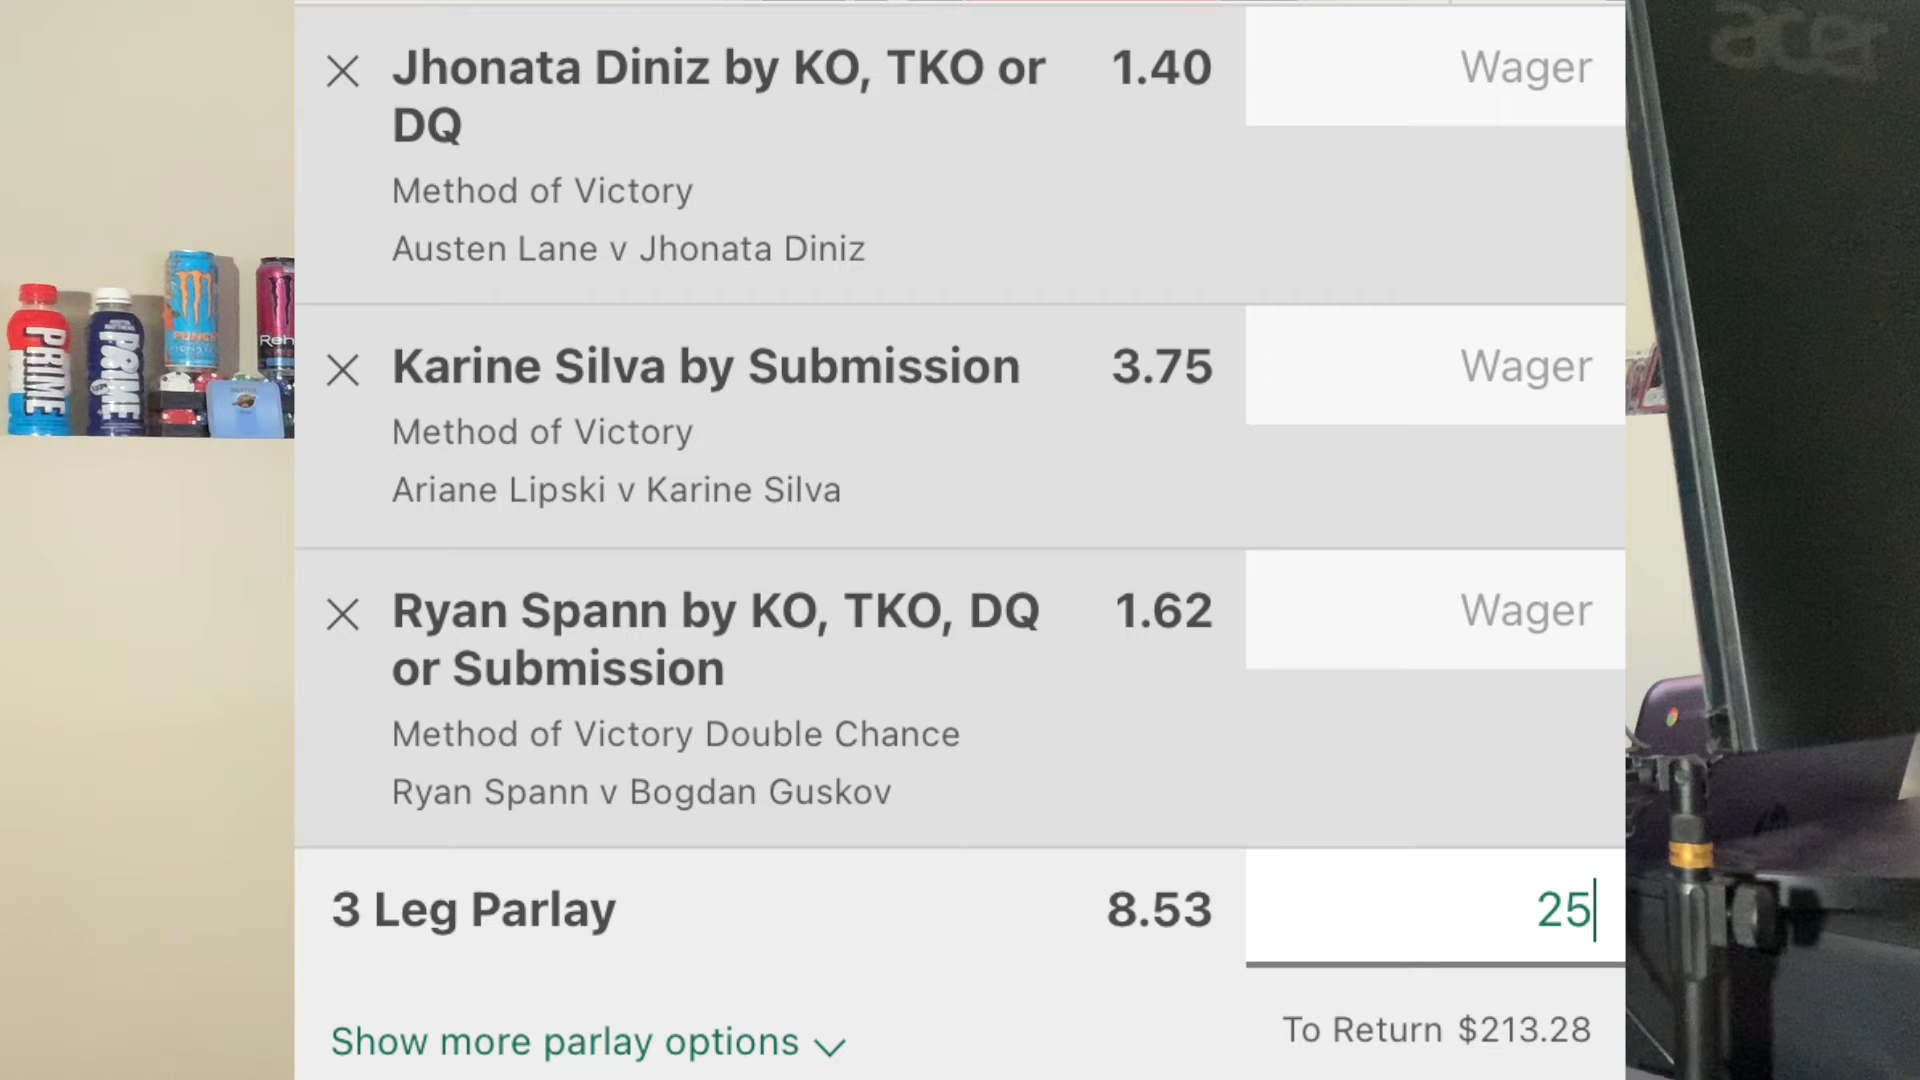 acer
Jhonata Diniz by KO, TKO or
DQ
1.40
Wager
Method of Victory
Austen Lane v Jhonata Diniz
Karine Silva by Submission
3.75
Wager
Method of Victory
Ariane Lipski v Karine Silva
PRIME
PRIME
Reh
Ryan Spann by KO, TKO, DQ
or Submission
1.62
Wager
Method of Victory Double Chance
Ryan Spann v Bogdan Guskov
3 Leg Parlay
8.53
25
Show more parlay options
To Return $213.28